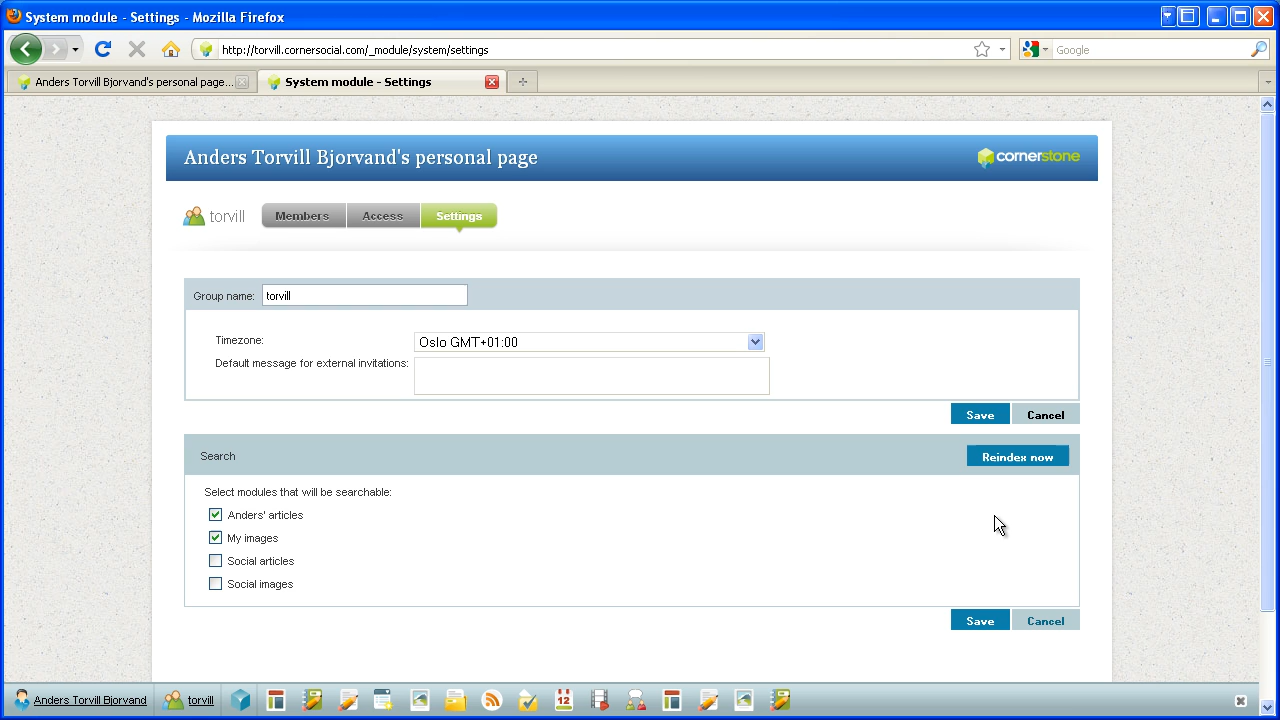 System module - Settings - Mozilla Firefox
http://torvill.cornersocal.com/_module/system/settings
Google
Anders Torvill Bjorvand's personal page...
System module - Settings
Anders Torvill Bjorvand's personal page
cornerstone
torvill
Members
Access
Settings
Group name:
torvill
Timezone:
Oslo GMT+01:00
Default message for external invitations:
Save
Cancel
Search
Reindex now
Select modules that will be searchable:
Anders' articles
My images
Social articles
Social images
Save
Cancel
Anders Torvill Bjorvand
torvill
12